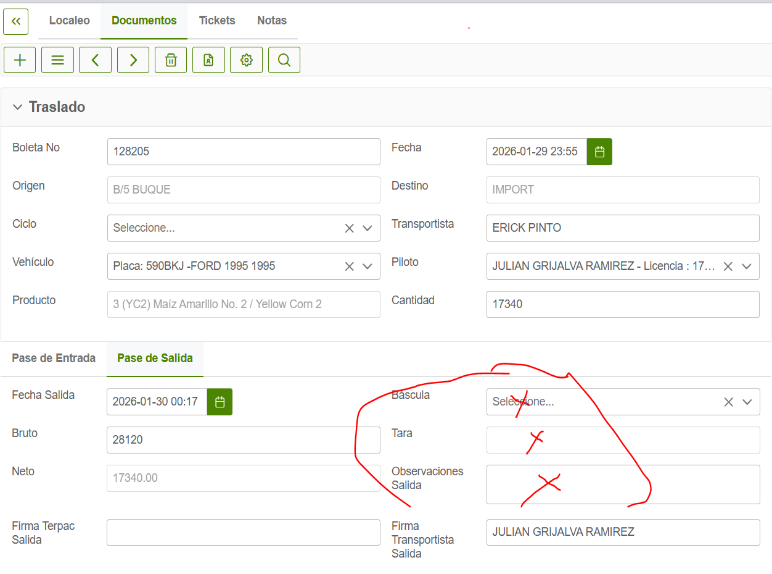 Localeo Documentos Tickets Notas
Traslado
Boleta No 128205 Fecha 2026-01-29 23:55
Origen B/5 BUQUE Destino IMPORT
Ciclo Seleccione... Transportista ERICK PINTO
Vehículo Placa: 590BKJ -FORD 1995 1995 Piloto JULIAN GRIJALVA RAMIREZ - Licencia : 17...
Producto 3 (YC2) Maíz Amarillo No. 2 / Yellow Corn 2 Cantidad 17340
Pase de Entrada Pase de Salida
Fecha Salida 2026-01-30 00:17 Báscula Seleccione...
Bruto 28120 Tara
Neto 17340.00 Observaciones
Salida
Firma Terpac
Salida
Firma
Transportista
Salida
JULIAN GRIJALVA RAMIREZ